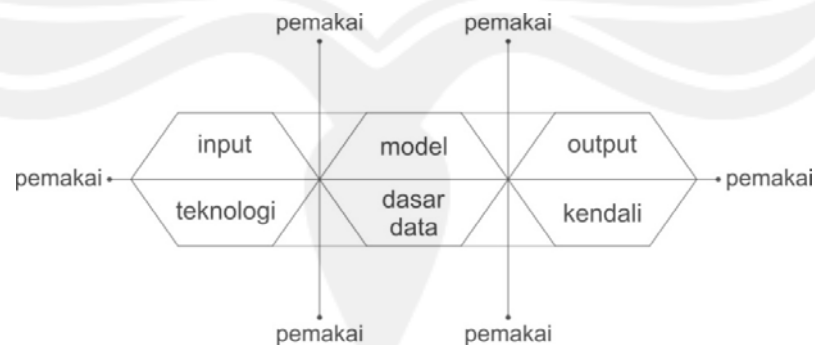 pemakai pemakai
input model output
pemakai pemakai
teknologi dasar data kendali
pemakai pemakai